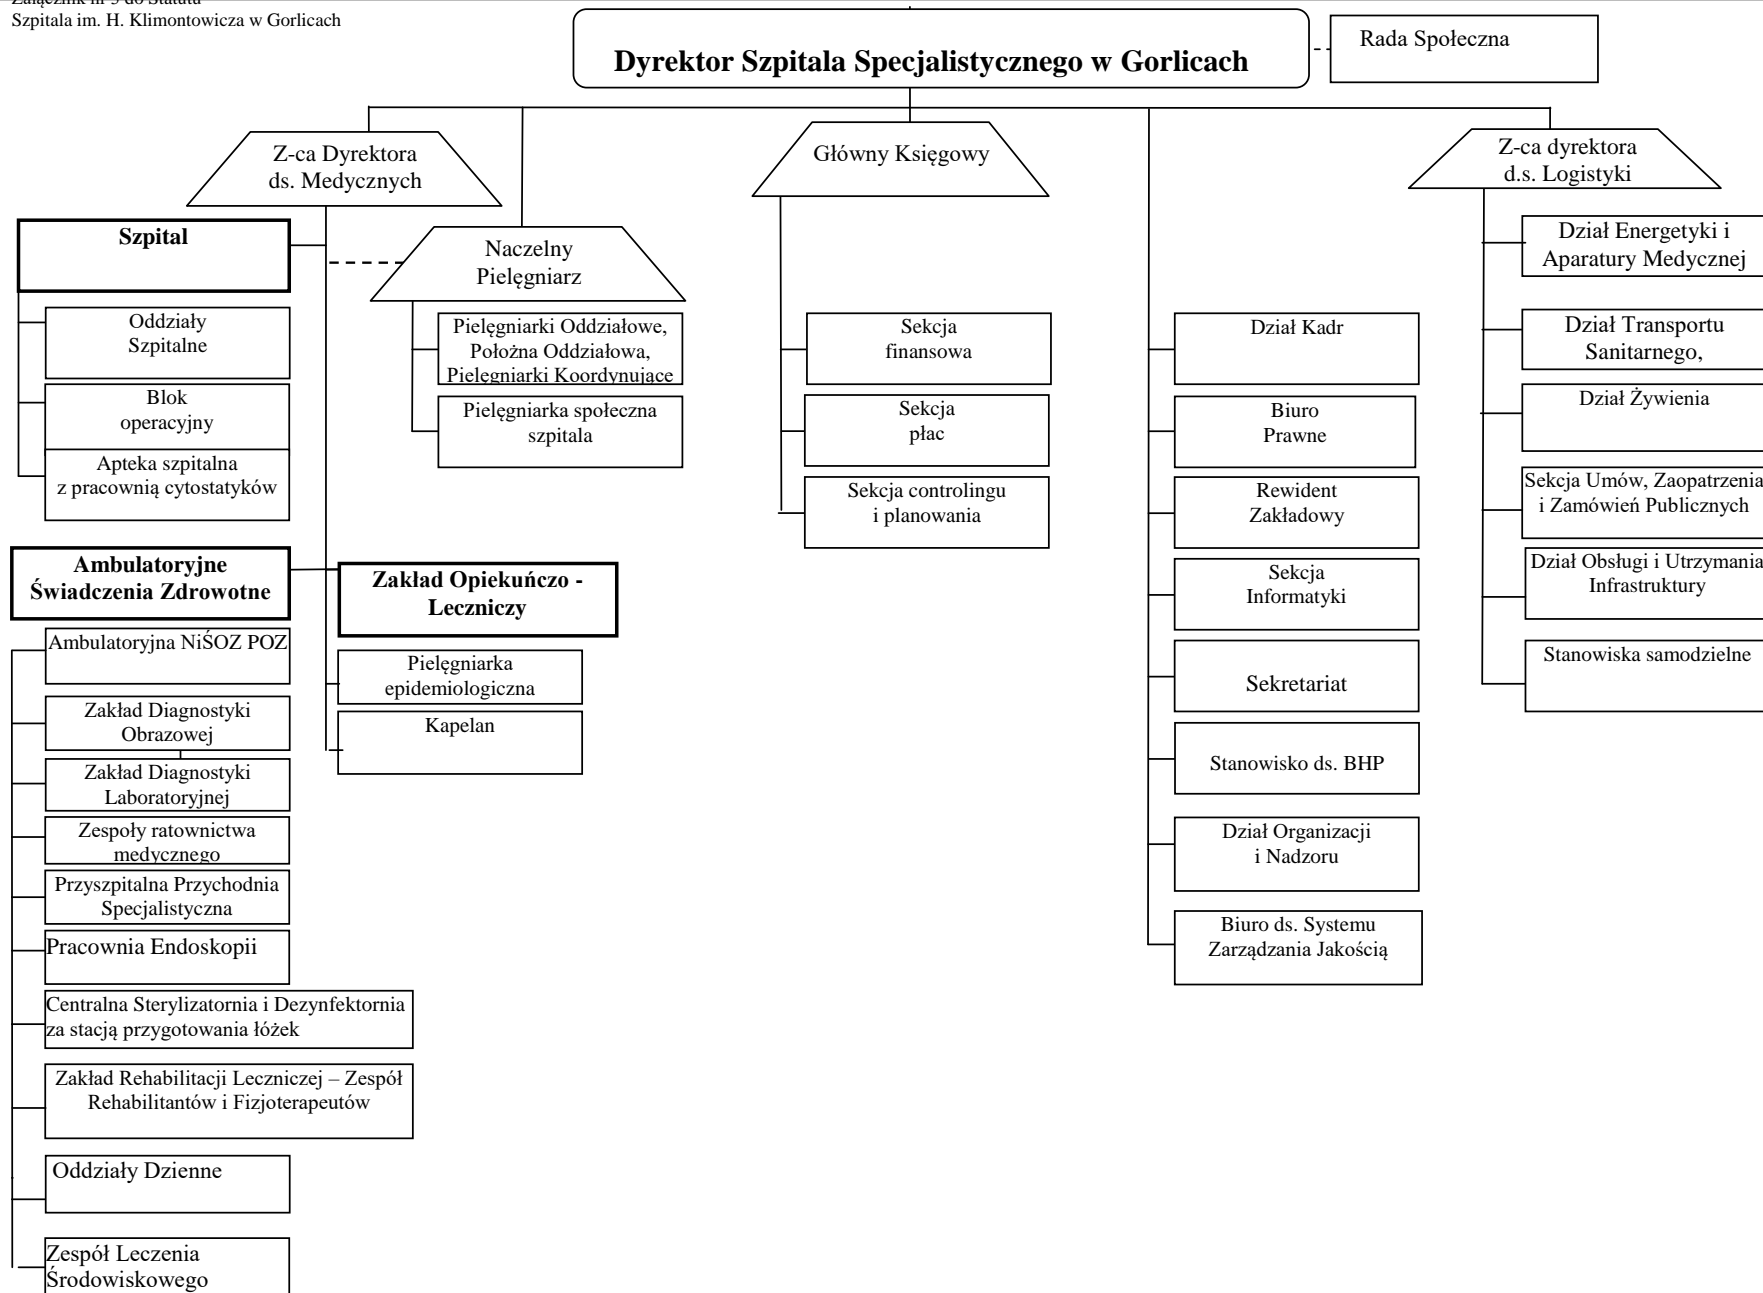 Załącznik nr 3 do Statutu
Szpitala im. H. Klimontowicza w Gorlicach
Dyrektor Szpitala Specjalistycznego w Gorlicach
Rada Społeczna
Z-ca Dyrektora
ds. Medycznych
Główny Księgowy
Z-ca dyrektora
d.s. Logistyki
Szpital
Oddziały
Szpitalne
Blok
operacyjny
Apteka szpitalna
z pracownią cytostatyków
Naczelny
Pielęgniarz
Pielęgniarki Oddziałowe,
Położna Oddziałowa,
Pielęgniarki Koordynujące
Pielęgniarka społeczna
szpitala
Sekcja
finansowa
Sekcja
płac
Sekcja controlingu
i planowania
Dział Kadr
Biuro
Prawne
Rewident
Zakładowy
Sekcja
Informatyki
Sekretariat
Stanowisko ds. BHP
Dział Organizacji
i Nadzoru
Biuro ds. Systemu
Zarządzania Jakością
Dział Energetyki i
Aparatury Medycznej
Dział Transportu
Sanitarnego,
Dział Żywienia
Sekcja Umów, Zaopatrzenia
i Zamówień Publicznych
Dział Obsługi i Utrzymania
Infrastruktury
Stanowiska samodzielne
Ambulatoryjne
Świadczenia Zdrowotne
Zakład Opiekuńczo -
Leczniczy
Pielęgniarka
epidemiologiczna
Kapelan
Ambulatoryjna NiŚOZ POZ
Zakład Diagnostyki
Obrazowej
Zakład Diagnostyki
Laboratoryjnej
Zespoły ratownictwa
medycznego
Przyszpitalna Przychodnia
Specjalistyczna
Pracownia Endoskopii
Centralna Sterylizatornia i Dezynfektornia
za stacją przygotowania łóżek
Zakład Rehabilitacji Leczniczej – Zespół
Rehabilitantów i Fizjoterapeutów
Oddziały Dzienne
Zespół Leczenia
Środowiskowego